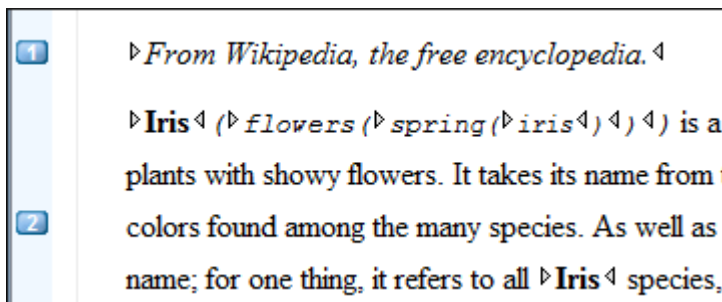 1 ▷From Wikipedia, the free encyclopedia.◁
▷Iris◁ (▷flowers(▷spring(▷iris◁)◁)◁) is a
plants with showy flowers. It takes its name from
2 colors found among the many species. As well as
name; for one thing, it refers to all ▷Iris◁ species,